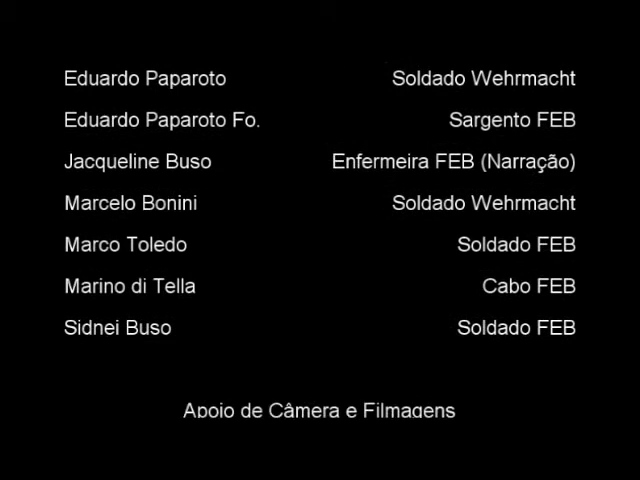 Eduardo Paparoto Soldado Wehrmacht
Eduardo Paparoto Fo. Sargento FEB
Jacqueline Buso Enfermeira FEB (Narração)
Marcelo Bonini Soldado Wehrmacht
Marco Toledo Soldado FEB
Marino di Tella Cabo FEB
Sidnei Buso Soldado FEB
Apoio de Câmera e Filmagens